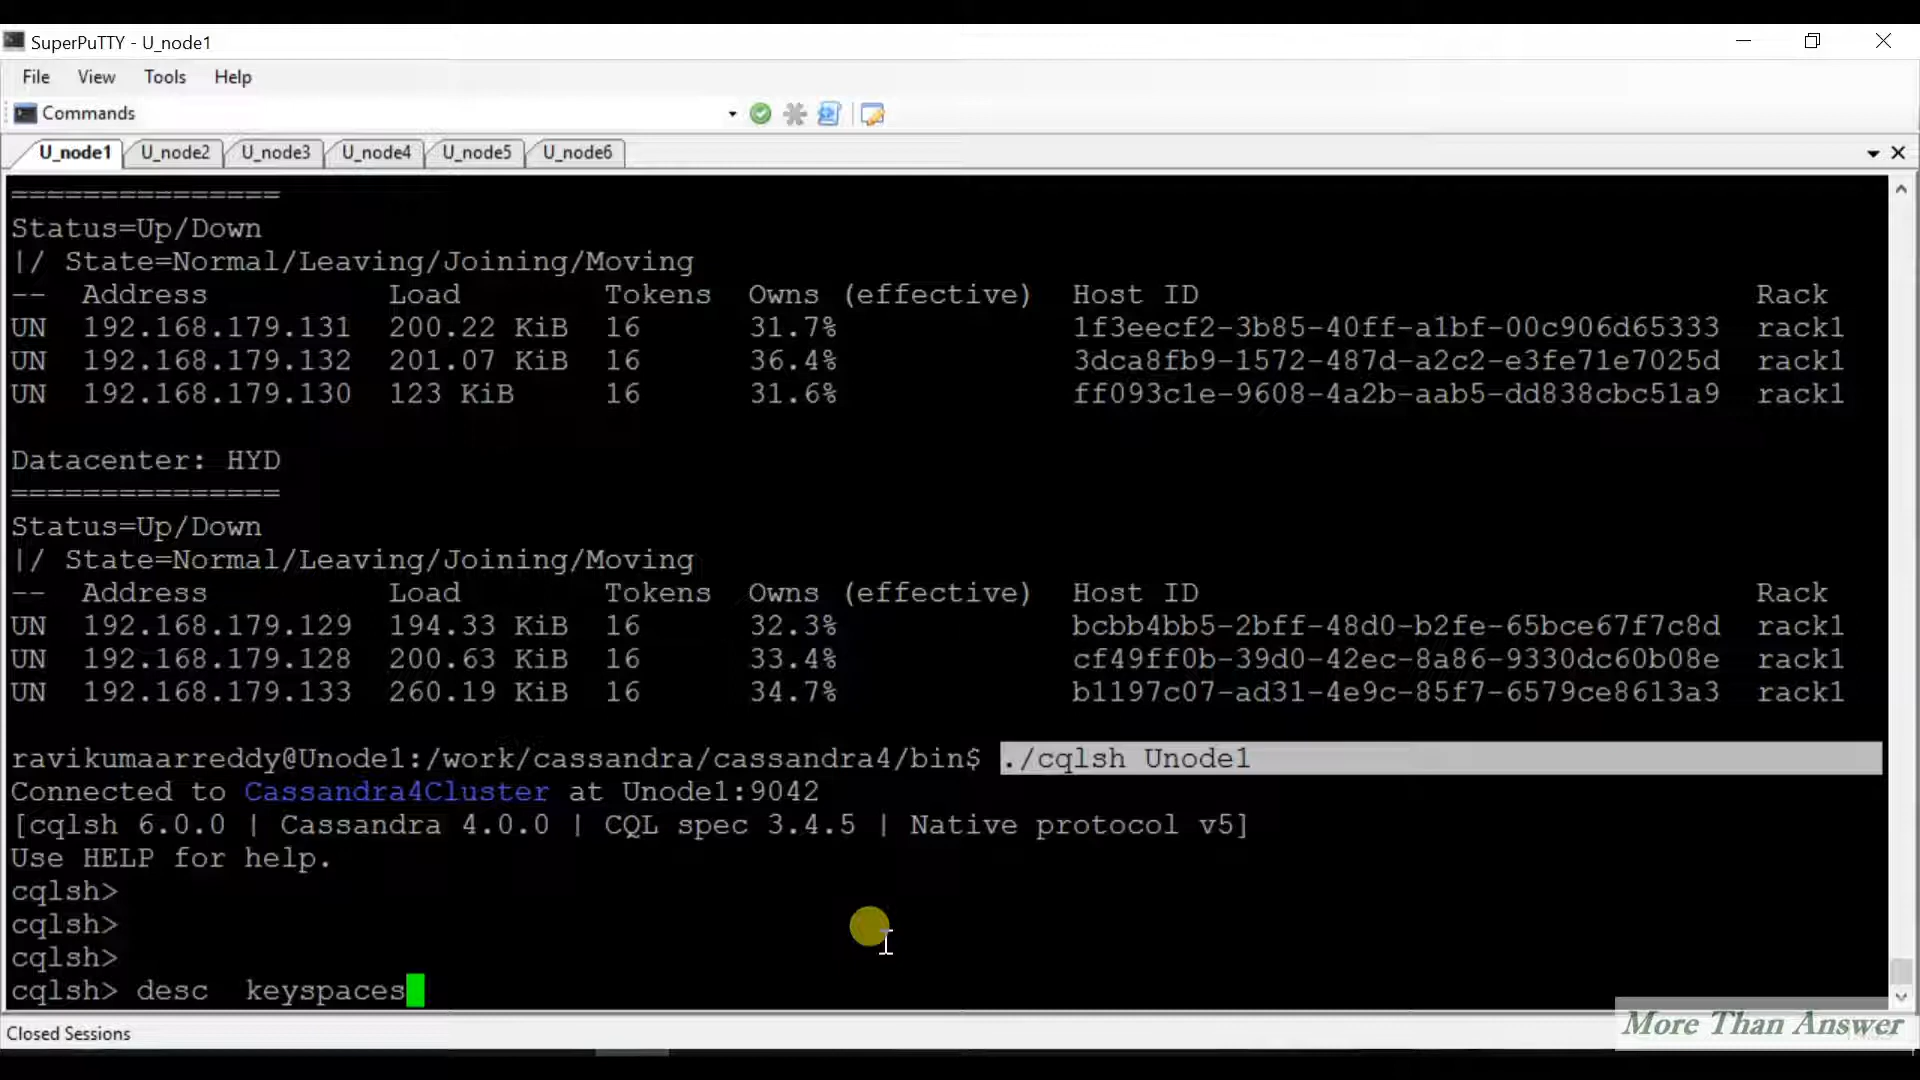 SuperPuTTY - U_node1
File View Tools Help
Commands
U_node1 U_node2 U_node3 U_node4 U_node5 U_node6
===============
Status=Up/Down
|/ State=Normal/Leaving/Joining/Moving
-- Address Load Tokens Owns (effective) Host ID Rack
UN 192.168.179.131 200.22 KiB 16 31.7% 1f3eecf2-3b85-40ff-a1bf-00c906d65333 rack1
UN 192.168.179.132 201.07 KiB 16 36.4% 3dca8fb9-1572-487d-a2c2-e3fe71e7025d rack1
UN 192.168.179.130 123 KiB 16 31.6% ff093c1e-9608-4a2b-aab5-dd838cbc51a9 rack1
Datacenter: HYD
===============
Status=Up/Down
|/ State=Normal/Leaving/Joining/Moving
-- Address Load Tokens Owns (effective) Host ID Rack
UN 192.168.179.129 194.33 KiB 16 32.3% bcbb4bb5-2bff-48d0-b2fe-65bce67f7c8d rack1
UN 192.168.179.128 200.63 KiB 16 33.4% cf49ff0b-39d0-42ec-8a86-9330dc60b08e rack1
UN 192.168.179.133 260.19 KiB 16 34.7% b1197c07-ad31-4e9c-85f7-6579ce8613a3 rack1
ravikumaarreddy@Unode1:/work/cassandra/cassandra4/bin$ ./cqlsh Unode1
Connected to Cassandra4Cluster at Unode1:9042
[cqlsh 6.0.0 | Cassandra 4.0.0 | CQL spec 3.4.5 | Native protocol v5]
Use HELP for help.
cqlsh>
cqlsh>
cqlsh>
cqlsh> desc  keyspaces
Closed Sessions
More Than Answer